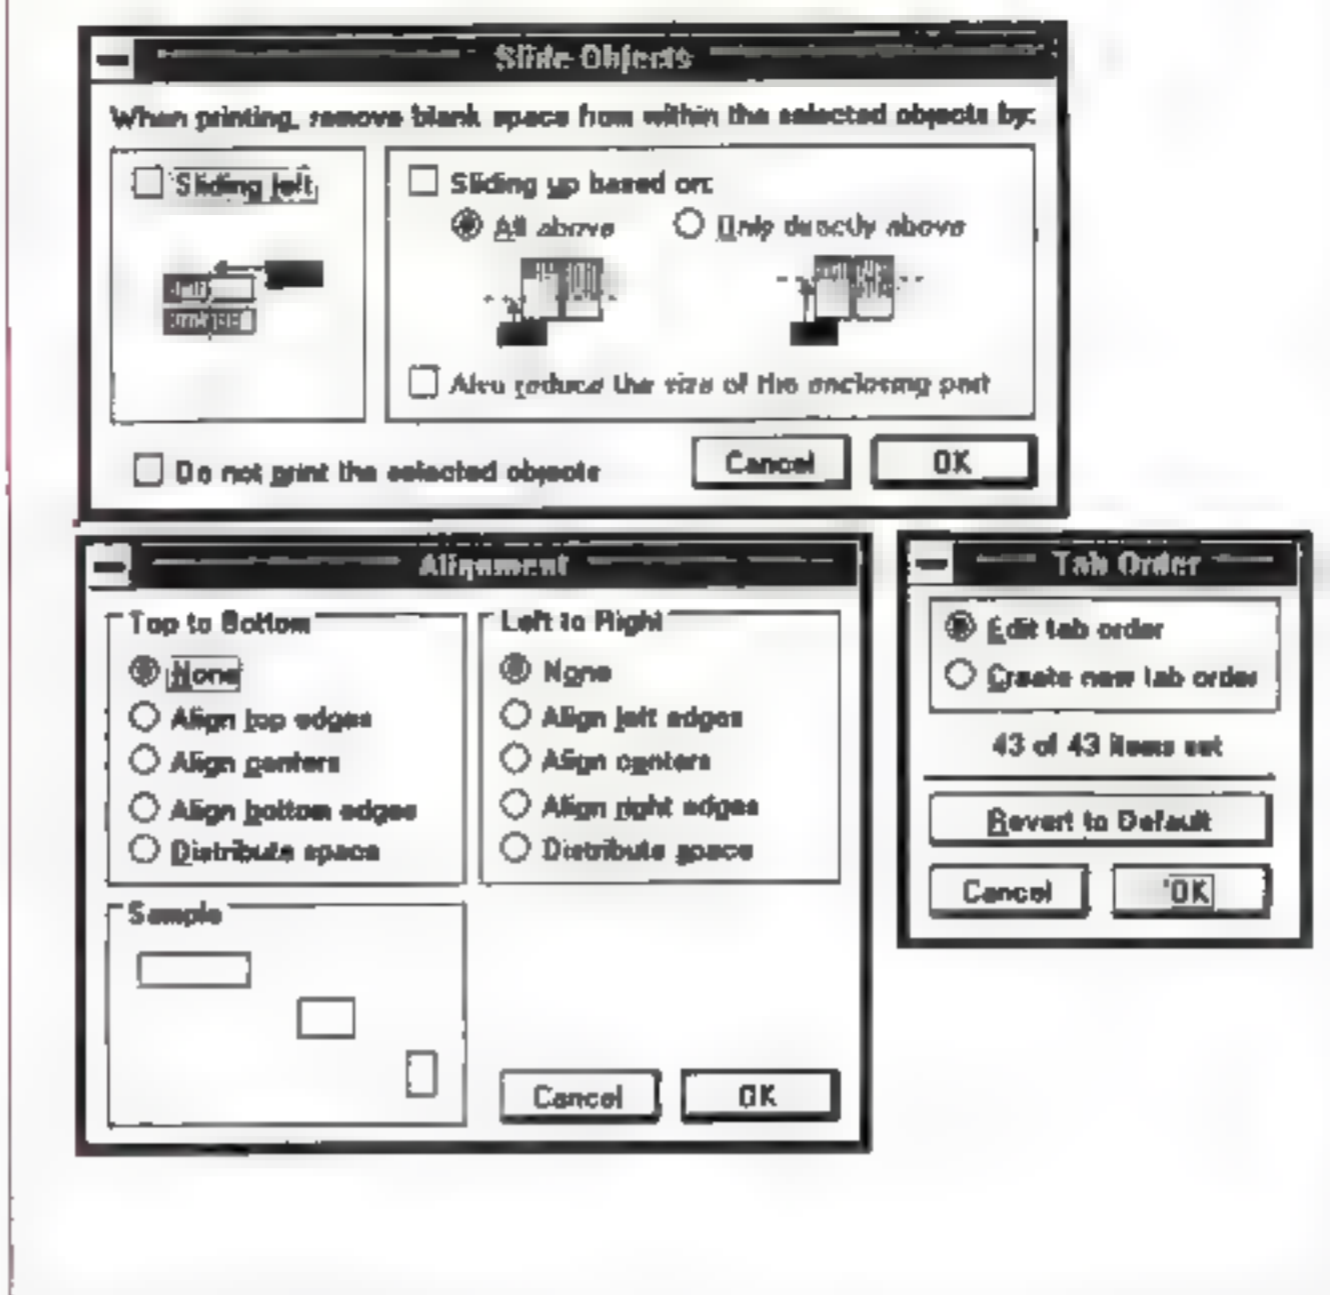 Slide Objects
When printing, remove blank space from within the selected objects by:
Sliding left
Sliding up based on:
All above
Only directly above
Also reduce the size of the enclosing part
Do not print the selected objects
Cancel
OK
Alignment
Top to Bottom
None
Align top edges
Align centers
Align bottom edges
Distribute space
Left to Right
None
Align left edges
Align centers
Align right edges
Distribute space
Sample
Cancel
OK
Tab Order
Edit tab order
Create new tab order
43 of 43 items set
Revert to Default
Cancel
OK